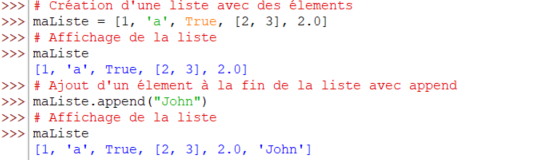 >>> # Création d'une liste avec des élements
>>> maListe = [1, 'a', True, [2, 3], 2.0]
>>> # Affichage de la liste
>>> maListe
[1, 'a', True, [2, 3], 2.0]
>>> # Ajout d'un élement à la fin de la liste avec append
>>> maListe.append("John")
>>> # Affichage de la liste
>>> maListe
[1, 'a', True, [2, 3], 2.0, 'John']